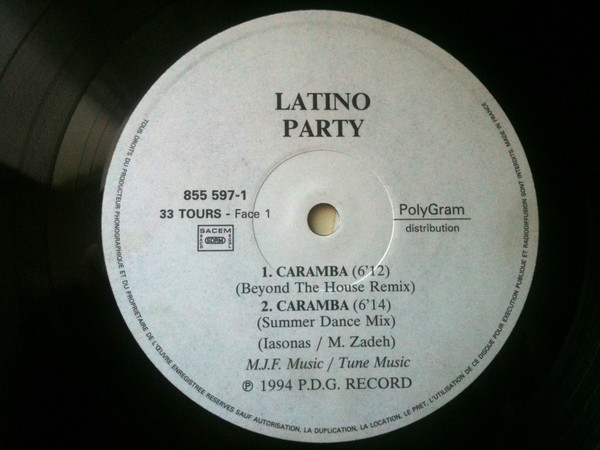 LATINO
PARTY
855 597-1
33 TOURS - Face 1
SACEM
SDRM
PolyGram
distribution
1. CARAMBA (6'12)
(Beyond The House Remix)
2. CARAMBA (6'14)
(Summer Dance Mix)
(Iasonas / M. Zadeh)
M.J.F. Music / Tune Music
℗ 1994 P.D.G. RECORD
TOUS DROITS DU PRODUCTEUR PHONOGRAPHIQUE ET DU PROPRIETAIRE DE L'ŒUVRE ENREGISTREE RESERVES SAUF AUTORISATION, LA DUPLICATION, LA LOCATION, LE PRET, L'UTILISATION DE CE DISQUE POUR EXECUTION PUBLIQUE ET RADIODIFFUSION SONT INTERDITS. MADE IN FRANCE